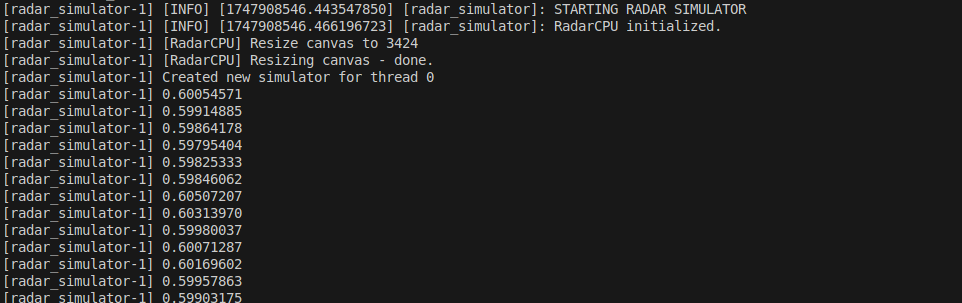 [radar_simulator-1] [INFO] [1747908546.443547850] [radar_simulator]: STARTING RADAR SIMULATOR
[radar_simulator-1] [INFO] [1747908546.466196723] [radar_simulator]: RadarCPU initialized.
[radar_simulator-1] [RadarCPU] Resize canvas to 3424
[radar_simulator-1] [RadarCPU] Resizing canvas - done.
[radar_simulator-1] Created new simulator for thread 0
[radar_simulator-1] 0.60054571
[radar_simulator-1] 0.59914885
[radar_simulator-1] 0.59864178
[radar_simulator-1] 0.59795404
[radar_simulator-1] 0.59825333
[radar_simulator-1] 0.59846062
[radar_simulator-1] 0.60507207
[radar_simulator-1] 0.60313970
[radar_simulator-1] 0.59980037
[radar_simulator-1] 0.60071287
[radar_simulator-1] 0.60169602
[radar_simulator-1] 0.59957863
[radar_simulator-1] 0.59903175